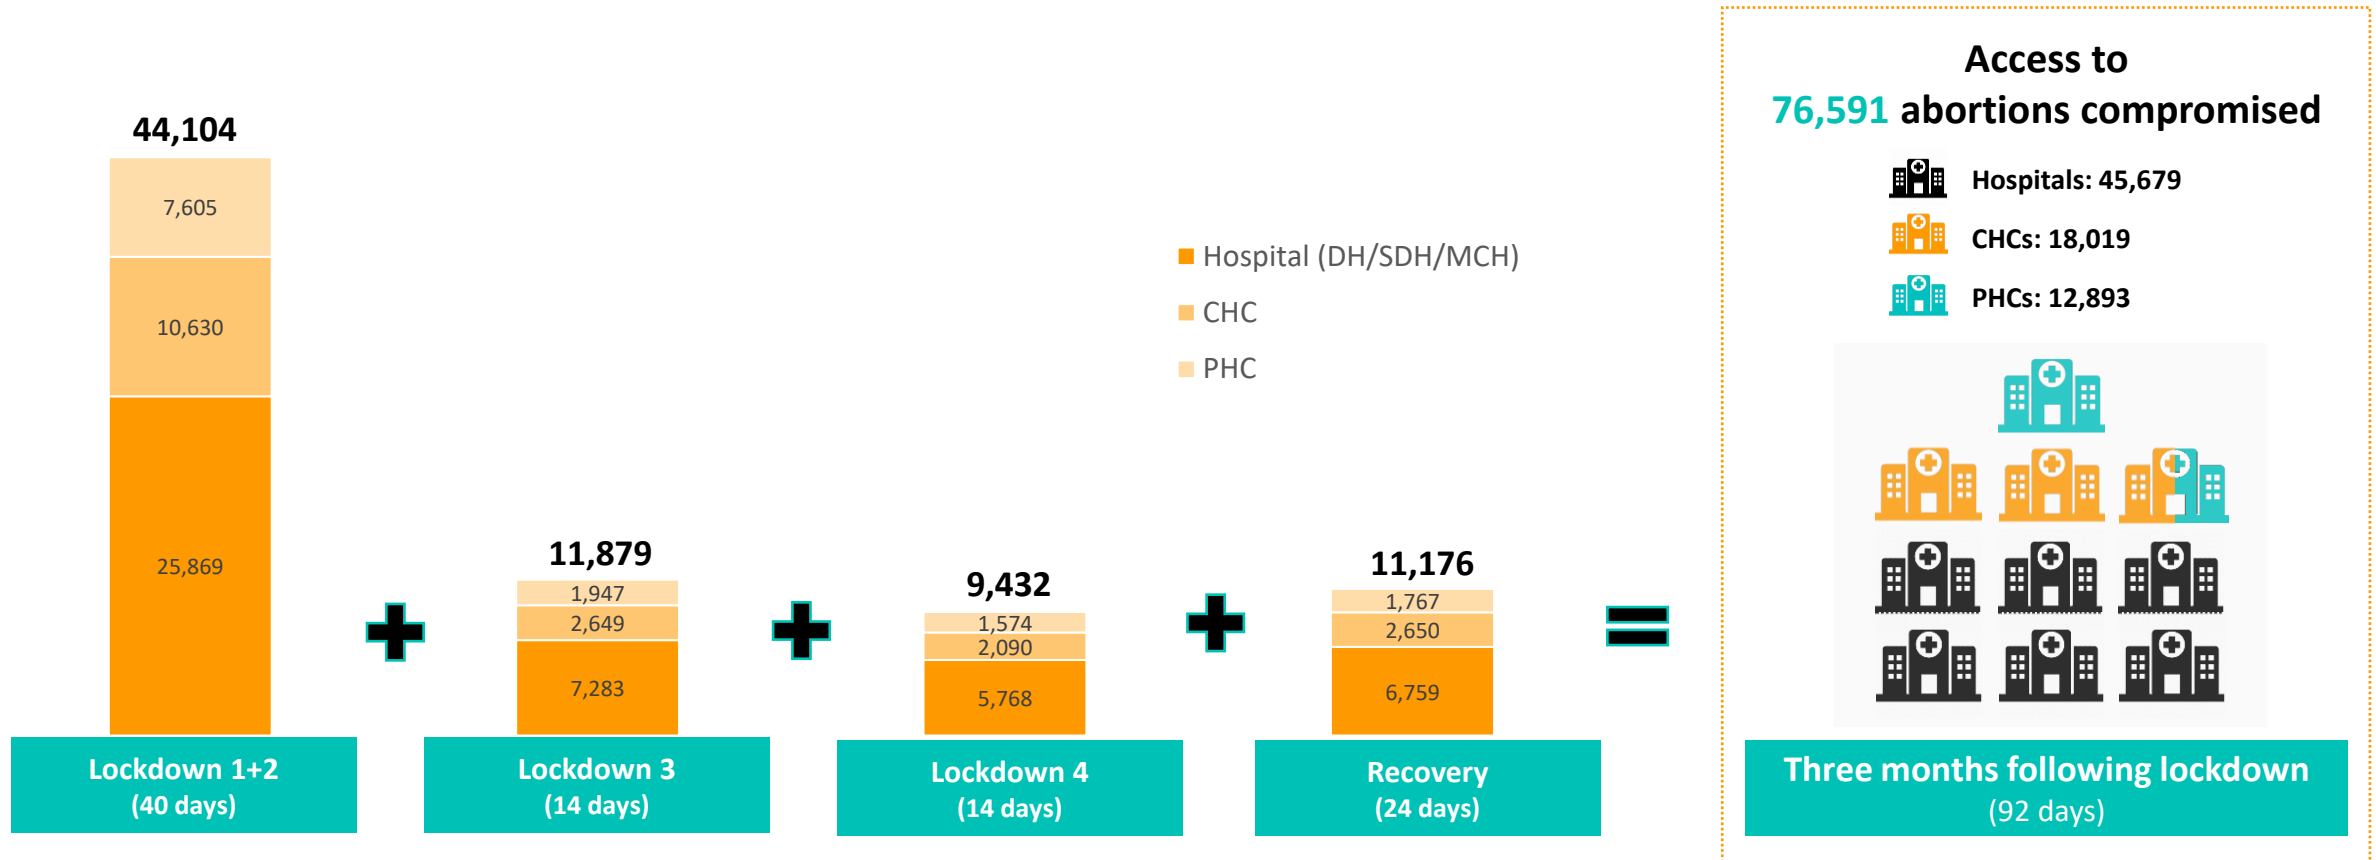 44,104
7,605
10,630
25,869
Lockdown 1+2
(40 days)
11,879
1,947
2,649
7,283
Lockdown 3
(14 days)
9,432
1,574
2,090
5,768
Lockdown 4
(14 days)
11,176
1,767
2,650
6,759
Recovery
(24 days)
Hospital (DH/SDH/MCH)
CHC
PHC
Access to
76,591 abortions compromised
Hospitals: 45,679
CHCs: 18,019
PHCs: 12,893
Three months following lockdown
(92 days)